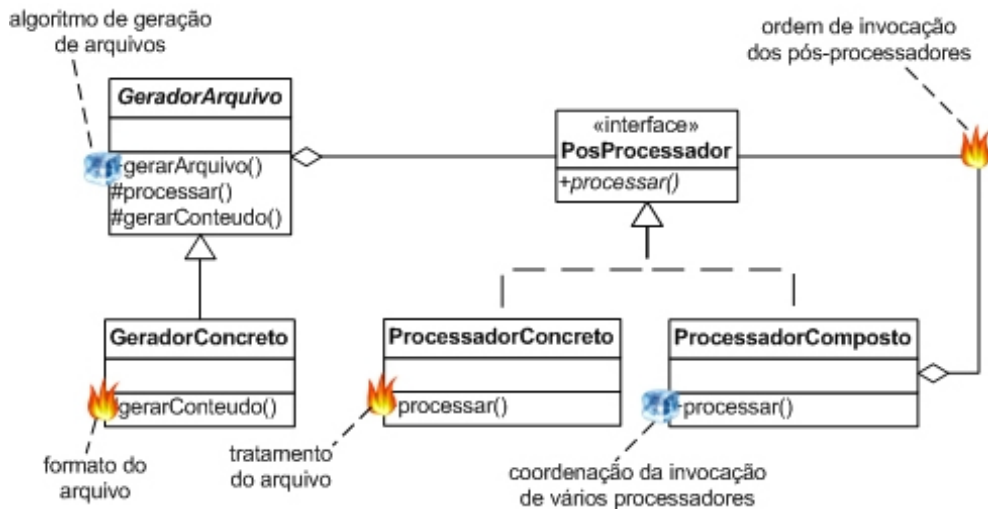 algoritmo de geração
de arquivos
ordem de invocação
dos pós-processadores
GeradorArquivo
gerarArquivo()
#processar()
#gerarConteudo()
«interface»
PosProcessador
+processar()
GeradorConcreto
gerarConteudo()
ProcessadorConcreto
processar()
ProcessadorComposto
+processar()
formato do
arquivo
tratamento
do arquivo
coordenação da invocação
de vários processadores